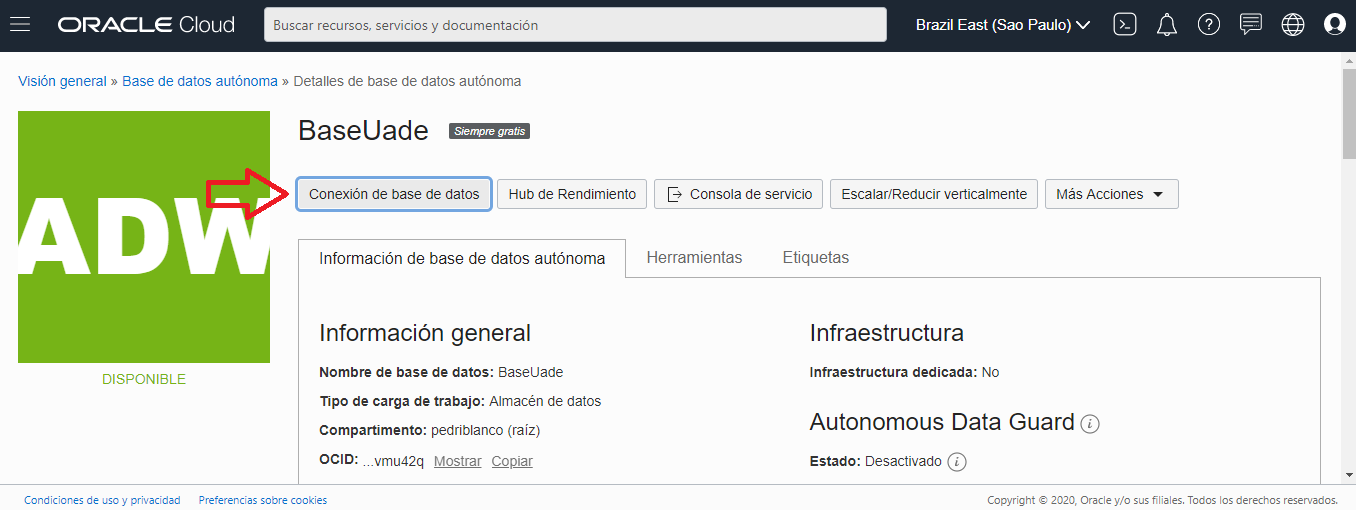 ORACLE Cloud
Buscar recursos, servicios y documentación
Brazil East (Sao Paulo)
Visión general » Base de datos autónoma » Detalles de base de datos autónoma
ADW
DISPONIBLE
BaseUade
Siempre gratis
Conexión de base de datos
Hub de Rendimiento
Consola de servicio
Escalar/Reducir verticalmente
Más Acciones
Información de base de datos autónoma
Herramientas
Etiquetas
Información general
Nombre de base de datos: BaseUade
Tipo de carga de trabajo: Almacén de datos
Compartimento: pedriblanco (raíz)
OCID: ...vmu42q Mostrar Copiar
Infraestructura
Infraestructura dedicada: No
Autonomous Data Guard
Estado: Desactivado
Condiciones de uso y privacidad
Preferencias sobre cookies
Copyright © 2020, Oracle y/o sus filiales. Todos los derechos reservados.